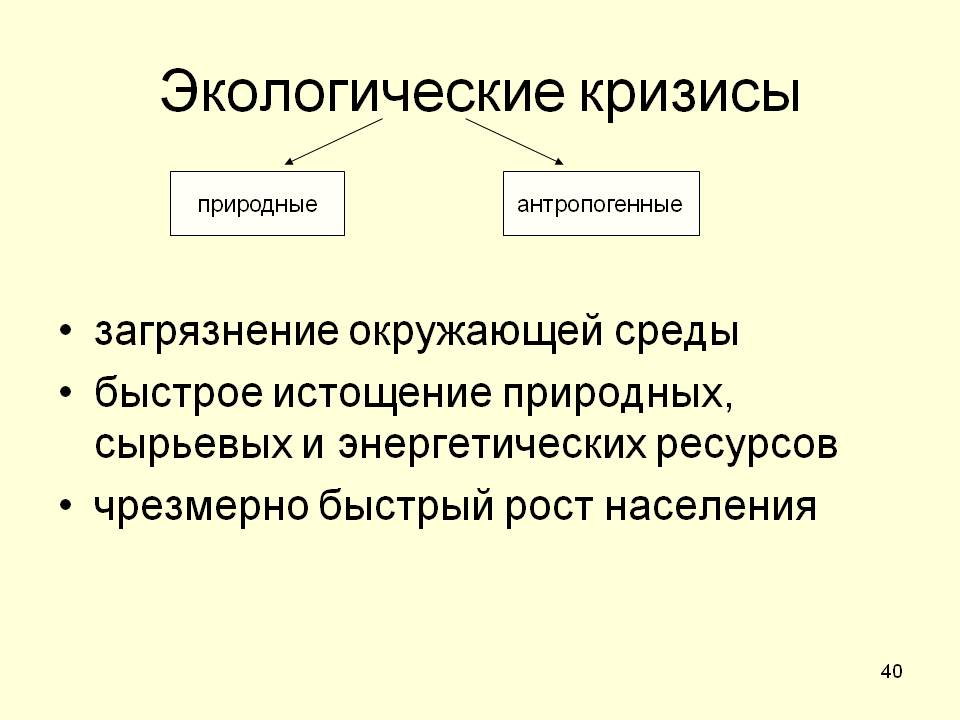 Экологические кризисы
природные
антропогенные
• загрязнение окружающей среды
• быстрое истощение природных,
сырьевых и энергетических ресурсов
• чрезмерно быстрый рост населения
40